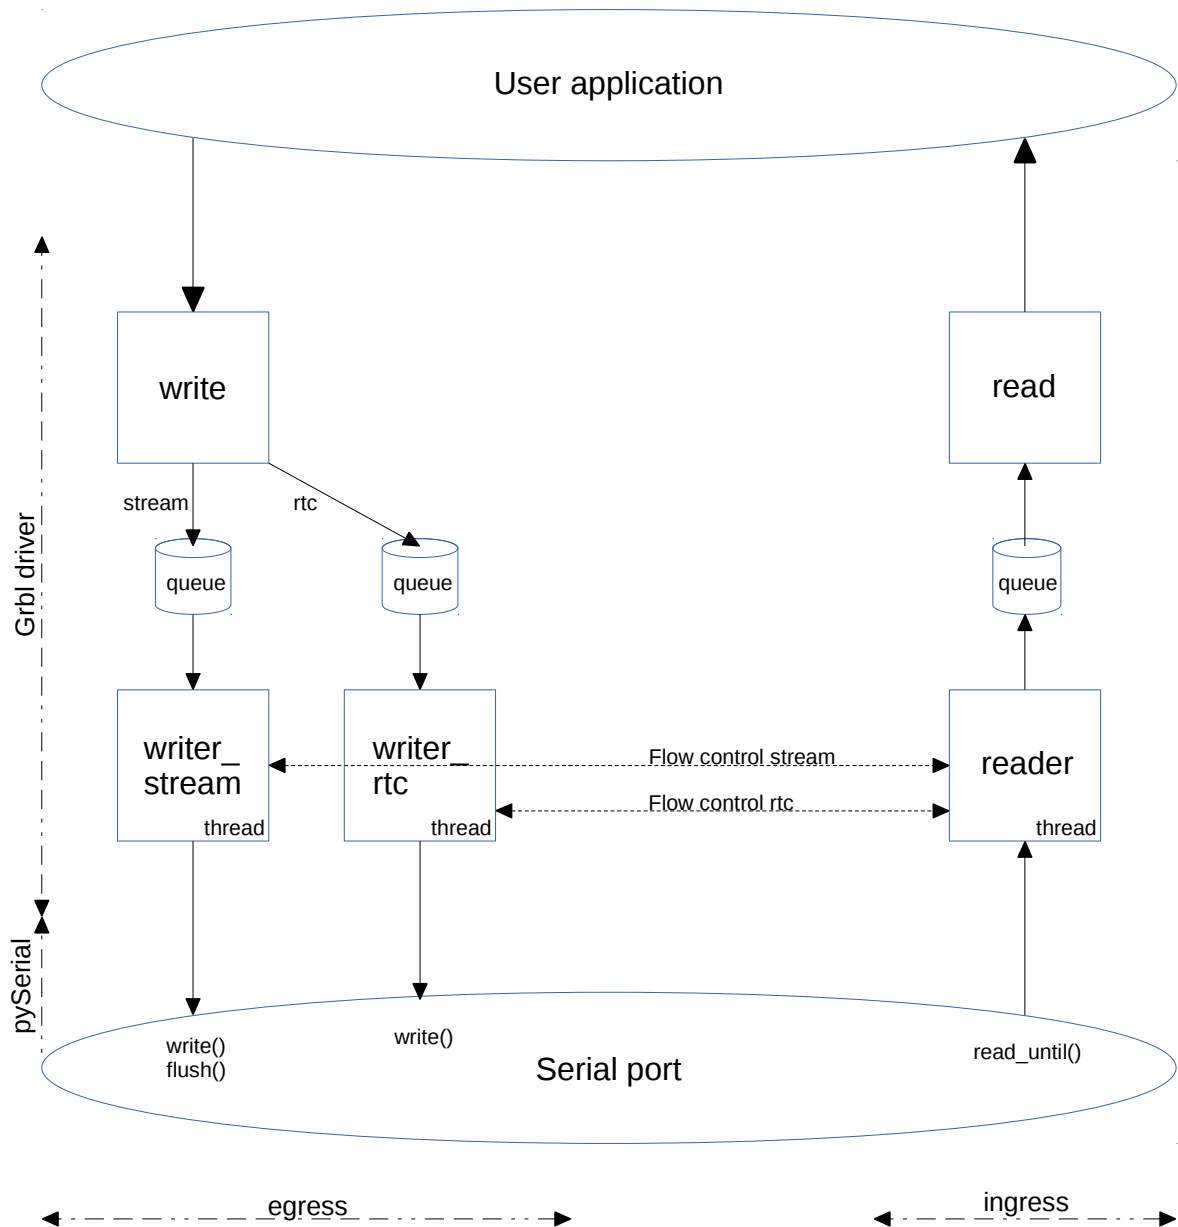 User application
write
read
stream
rtc
Grbl driver
queue
queue
queue
writer_
stream
thread
writer_
rtc
thread
Flow control stream
Flow control rtc
reader
thread
pySerial
write()
flush()
write()
Serial port
read_until()
egress
ingress